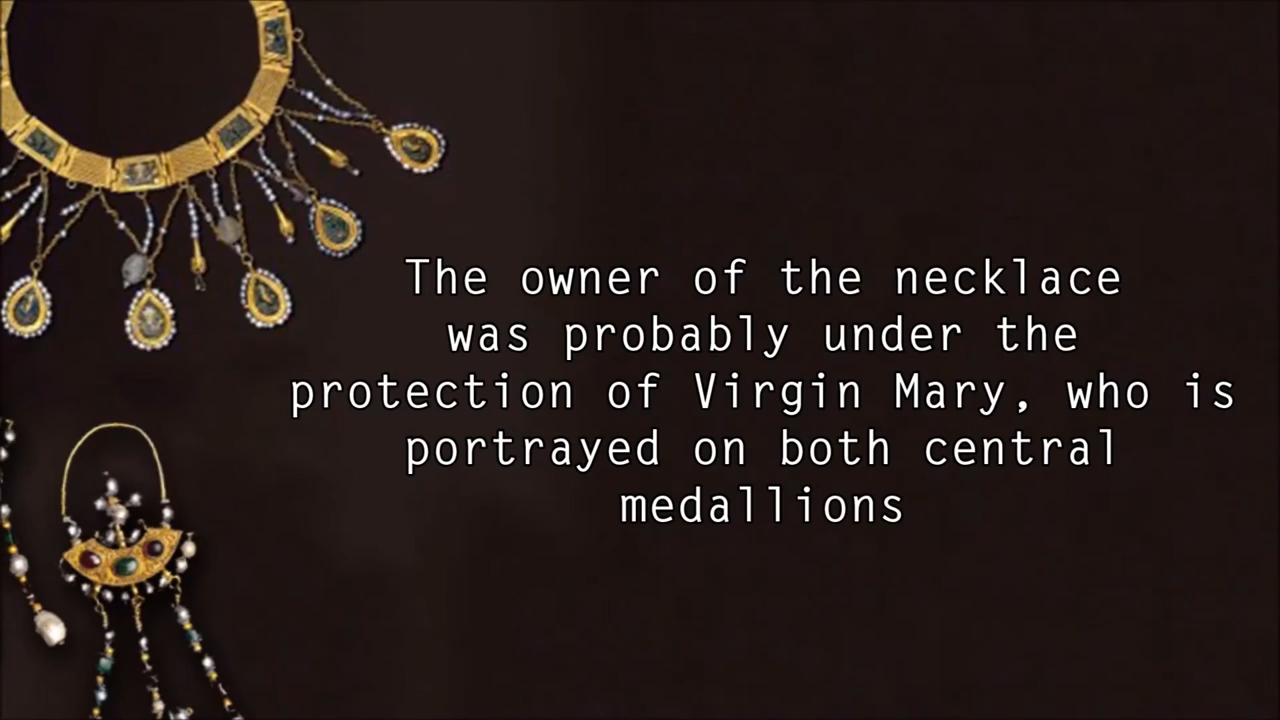 The owner of the necklace
was probably under the
protection of Virgin Mary, who is
portrayed on both central
medallions